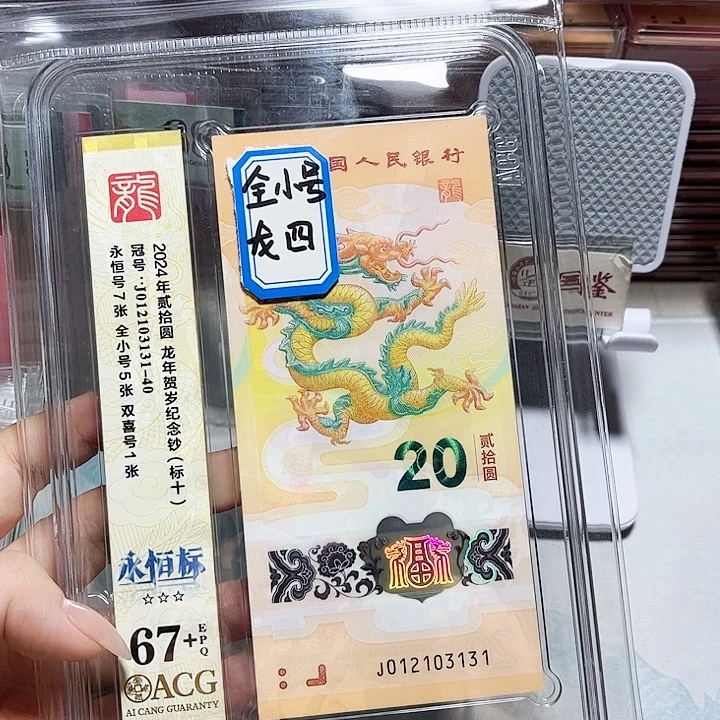 龍
2024年贰拾圆 龙年贺岁纪念钞(标十)
冠号:J012103131-40
永恒号7张 全小号5张 双喜号1张
永恒标
☆☆☆
67+EPQ
ACG
AI CANG GUARANTY
全小号
龙四
国人民银行
龍
20
贰拾圆
J012103131
ACG